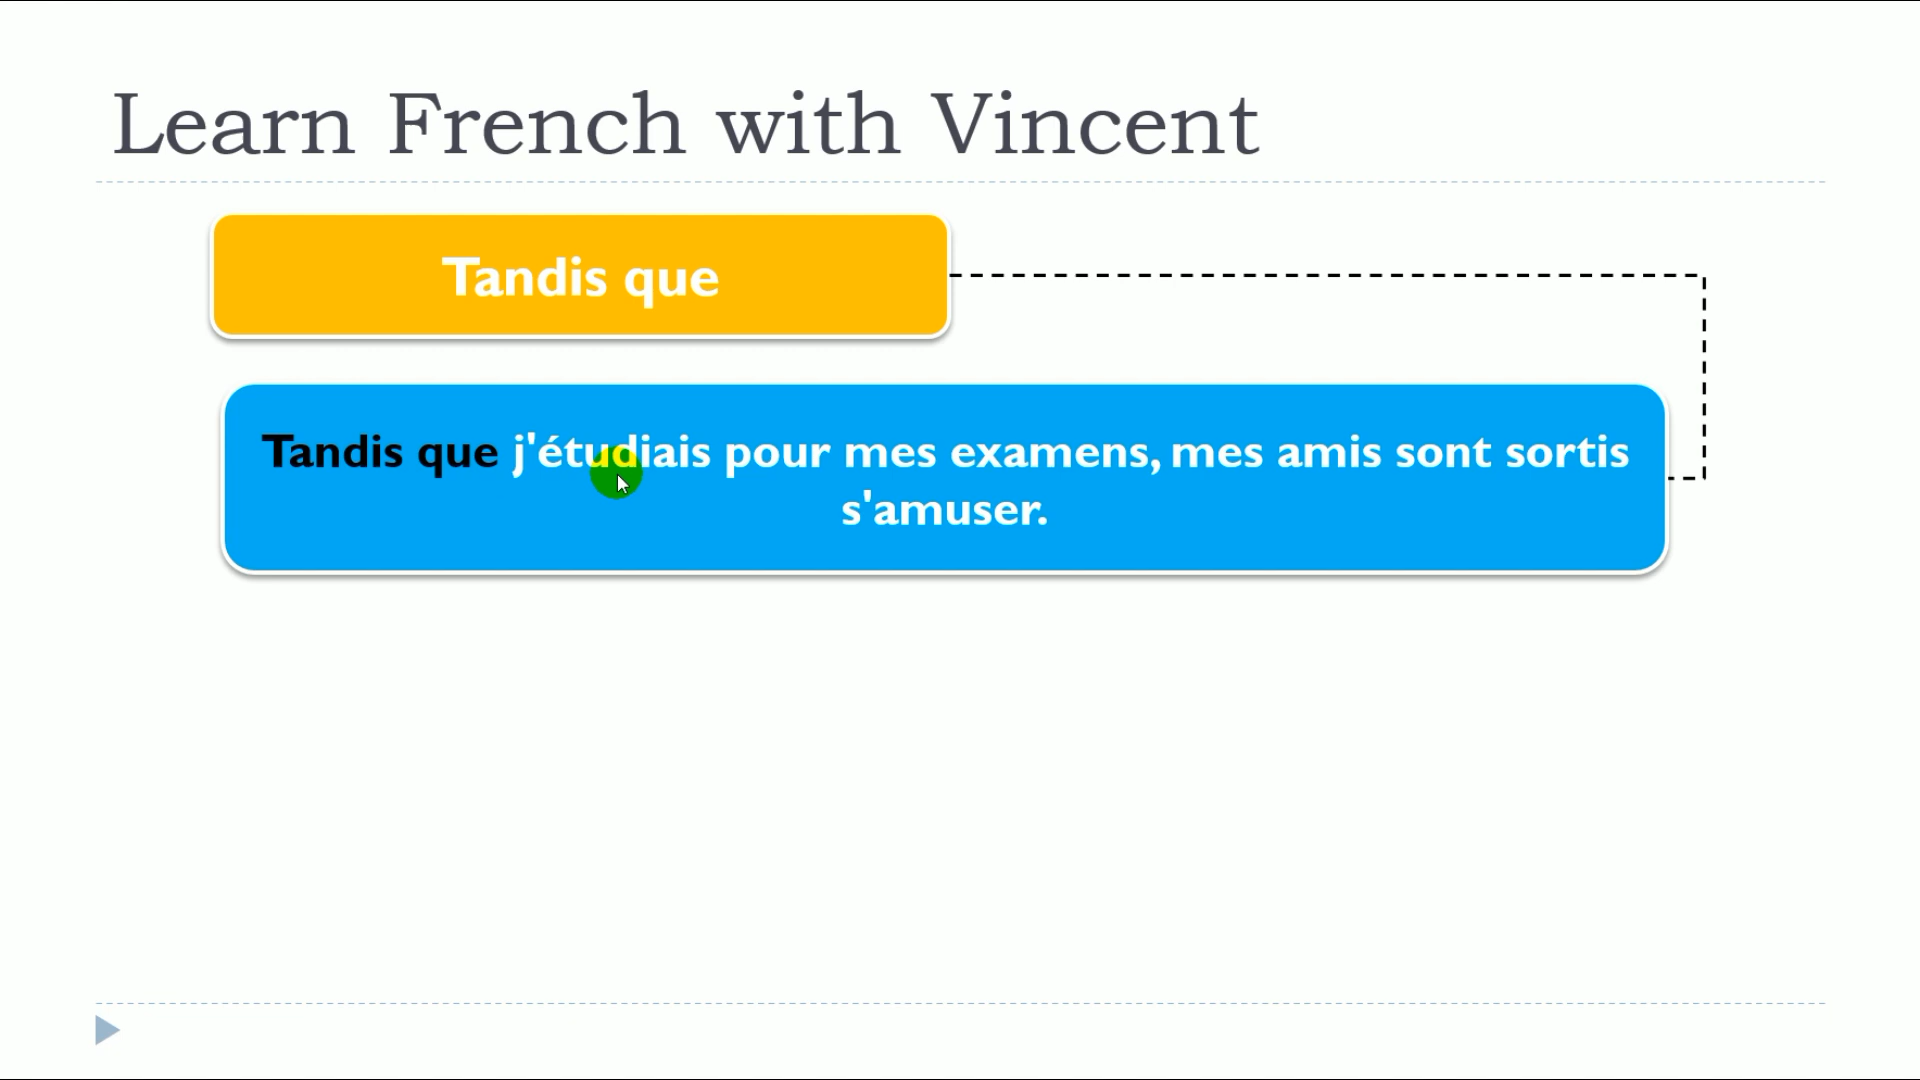 Learn French with Vincent
Tandis que
Tandis que j'étudiais pour mes examens, mes amis sont sortis
s'amuser.